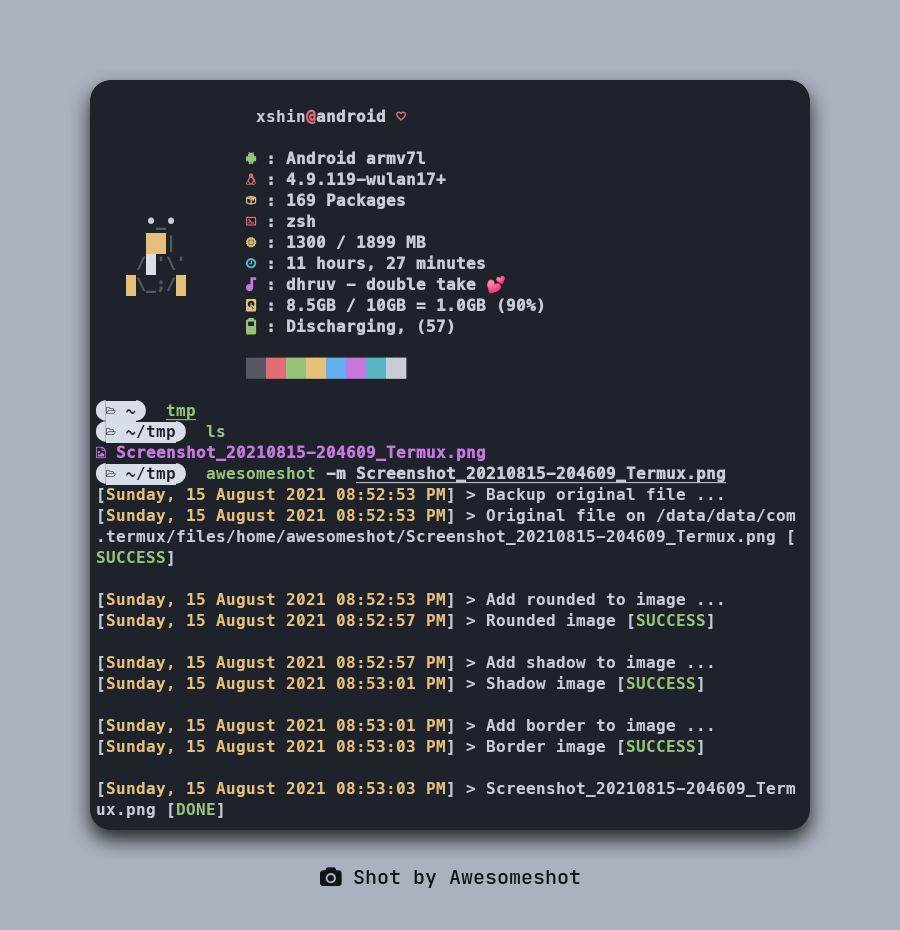 xshin@android ♡
: Android armv7l
: 4.9.119-wulan17+
: 169 Packages
: zsh
: 1300 / 1899 MB
: 11 hours, 27 minutes
: dhruv - double take 💕
: 8.5GB / 10GB = 1.0GB (90%)
: Discharging, (57)
~ tmp
~/tmp ls
Screenshot_20210815-204609_Termux.png
~/tmp awesomeshot -m Screenshot_20210815-204609_Termux.png
[Sunday, 15 August 2021 08:52:53 PM] > Backup original file ...
[Sunday, 15 August 2021 08:52:53 PM] > Original file on /data/data/com
.termux/files/home/awesomeshot/Screenshot_20210815-204609_Termux.png [
SUCCESS]
[Sunday, 15 August 2021 08:52:53 PM] > Add rounded to image ...
[Sunday, 15 August 2021 08:52:57 PM] > Rounded image [SUCCESS]
[Sunday, 15 August 2021 08:52:57 PM] > Add shadow to image ...
[Sunday, 15 August 2021 08:53:01 PM] > Shadow image [SUCCESS]
[Sunday, 15 August 2021 08:53:01 PM] > Add border to image ...
[Sunday, 15 August 2021 08:53:03 PM] > Border image [SUCCESS]
[Sunday, 15 August 2021 08:53:03 PM] > Screenshot_20210815-204609_Term
ux.png [DONE]
Shot by Awesomeshot